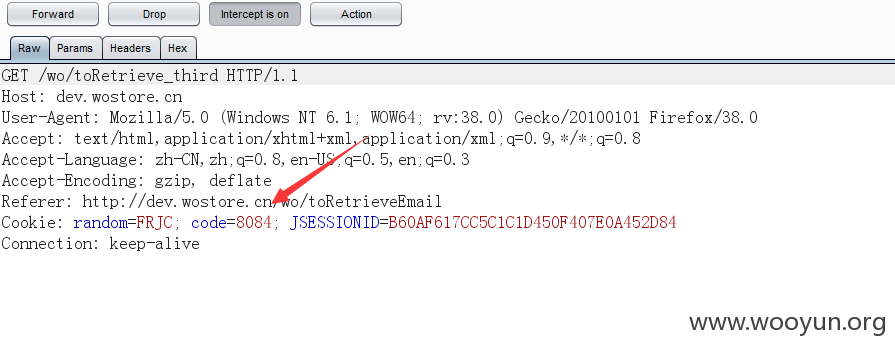 Forward Drop Intercept is on Action
Raw Params Headers Hex
GET /wo/toRetrieve_third HTTP/1.1
Host: dev.wostore.cn
User-Agent: Mozilla/5.0 (Windows NT 6.1; WOW64; rv:38.0) Gecko/20100101 Firefox/38.0
Accept: text/html,application/xhtml+xml,application/xml;q=0.9,*/*;q=0.8
Accept-Language: zh-CN,zh;q=0.8,en-US;q=0.5,en;q=0.3
Accept-Encoding: gzip, deflate
Referer: http://dev.wostore.cn/wo/toRetrieveEmail
Cookie: random=FRJC; code=8084; JSESSIONID=B60AF617CC5C1C1D450F407E0A452D84
Connection: keep-alive
www.wooyun.org